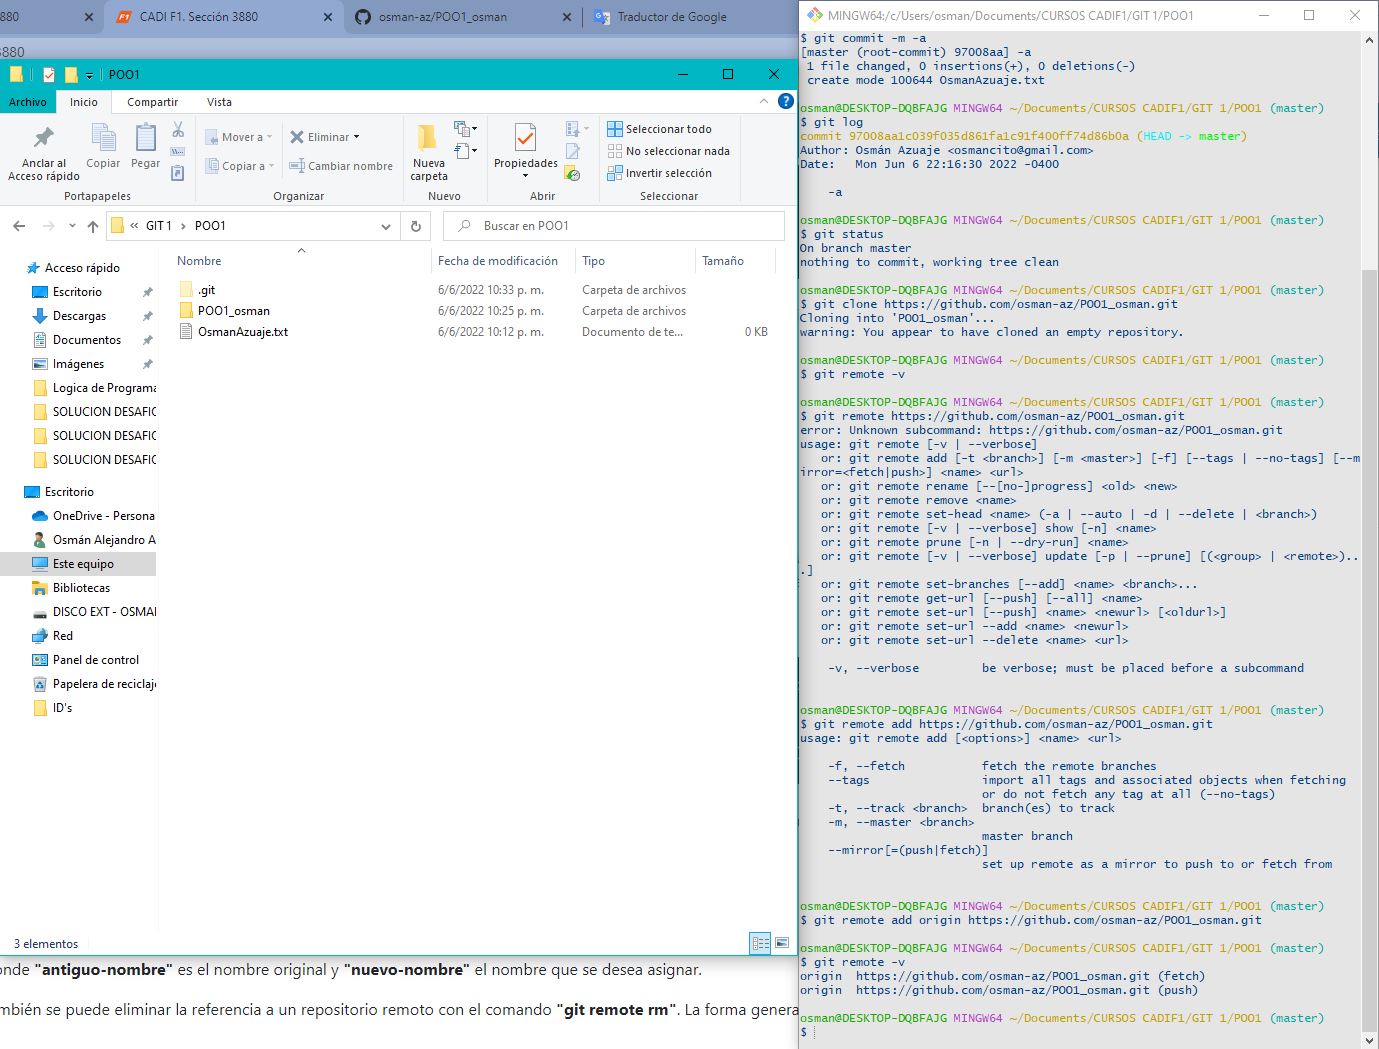 3880
CADI F1. Sección 3880
osman-az/POO1_osman
Traductor de Google
3880
POO1
Archivo
Inicio
Compartir
Vista
Anclar al
Acceso rápido
Copiar
Pegar
Portapapeles
Mover a
Copiar a
Eliminar
Cambiar nombre
Organizar
Nueva
carpeta
Nuevo
Propiedades
Abrir
Seleccionar todo
No seleccionar nada
Invertir selección
Seleccionar
« GIT 1 › POO1
Buscar en POO1
Acceso rápido
Escritorio
Descargas
Documentos
Imágenes
Logica de Programa
SOLUCION DESAFIO
SOLUCION DESAFIO
SOLUCION DESAFIO
Escritorio
OneDrive - Persona
Osmán Alejandro A
Este equipo
Bibliotecas
DISCO EXT - OSMAN
Red
Panel de control
Papelera de reciclaje
ID's
Nombre Fecha de modificación Tipo Tamaño
.git 6/6/2022 10:33 p. m. Carpeta de archivos
POO1_osman 6/6/2022 10:25 p. m. Carpeta de archivos
OsmanAzuaje.txt 6/6/2022 10:12 p. m. Documento de te... 0 KB
3 elementos
onde "antiguo-nombre" es el nombre original y "nuevo-nombre" el nombre que se desea asignar.
mbién se puede eliminar la referencia a un repositorio remoto con el comando "git remote rm". La forma genera
MINGW64:/c/Users/osman/Documents/CURSOS CADIF1/GIT 1/POO1
$ git commit -m -a
[master (root-commit) 97008aa] -a
1 file changed, 0 insertions(+), 0 deletions(-)
create mode 100644 OsmanAzuaje.txt
osman@DESKTOP-DQBFAJG MINGW64 ~/Documents/CURSOS CADIF1/GIT 1/POO1 (master)
$ git log
commit 97008aa1c039f035d861fa1c91f400ff74d86b0a (HEAD -> master)
Author: Osmán Azuaje <osmancito@gmail.com>
Date:   Mon Jun 6 22:16:30 2022 -0400
-a
osman@DESKTOP-DQBFAJG MINGW64 ~/Documents/CURSOS CADIF1/GIT 1/POO1 (master)
$ git status
On branch master
nothing to commit, working tree clean
osman@DESKTOP-DQBFAJG MINGW64 ~/Documents/CURSOS CADIF1/GIT 1/POO1 (master)
$ git clone https://github.com/osman-az/POO1_osman.git
Cloning into 'POO1_osman'...
warning: You appear to have cloned an empty repository.
osman@DESKTOP-DQBFAJG MINGW64 ~/Documents/CURSOS CADIF1/GIT 1/POO1 (master)
$ git remote -v
osman@DESKTOP-DQBFAJG MINGW64 ~/Documents/CURSOS CADIF1/GIT 1/POO1 (master)
$ git remote https://github.com/osman-az/POO1_osman.git
error: Unknown subcommand: https://github.com/osman-az/POO1_osman.git
usage: git remote [-v | --verbose]
or: git remote add [-t <branch>] [-m <master>] [-f] [--tags | --no-tags] [--m
irror=<fetch|push>] <name> <url>
or: git remote rename [--[no-]progress] <old> <new>
or: git remote remove <name>
or: git remote set-head <name> (-a | --auto | -d | --delete | <branch>)
or: git remote [-v | --verbose] show [-n] <name>
or: git remote prune [-n | --dry-run] <name>
or: git remote [-v | --verbose] update [-p | --prune] [(<group> | <remote>)..
.]
or: git remote set-branches [--add] <name> <branch>...
or: git remote get-url [--push] [--all] <name>
or: git remote set-url [--push] <name> <newurl> [<oldurl>]
or: git remote set-url --add <name> <newurl>
or: git remote set-url --delete <name> <url>
-v, --verbose         be verbose; must be placed before a subcommand
osman@DESKTOP-DQBFAJG MINGW64 ~/Documents/CURSOS CADIF1/GIT 1/POO1 (master)
$ git remote add https://github.com/osman-az/POO1_osman.git
usage: git remote add [<options>] <name> <url>
-f, --fetch           fetch the remote branches
--tags                import all tags and associated objects when fetching
or do not fetch any tag at all (--no-tags)
-t, --track <branch>  branch(es) to track
-m, --master <branch>
master branch
--mirror[=(push|fetch)]
set up remote as a mirror to push to or fetch from
osman@DESKTOP-DQBFAJG MINGW64 ~/Documents/CURSOS CADIF1/GIT 1/POO1 (master)
$ git remote add origin https://github.com/osman-az/POO1_osman.git
osman@DESKTOP-DQBFAJG MINGW64 ~/Documents/CURSOS CADIF1/GIT 1/POO1 (master)
$ git remote -v
origin  https://github.com/osman-az/POO1_osman.git (fetch)
origin  https://github.com/osman-az/POO1_osman.git (push)
osman@DESKTOP-DQBFAJG MINGW64 ~/Documents/CURSOS CADIF1/GIT 1/POO1 (master)
$